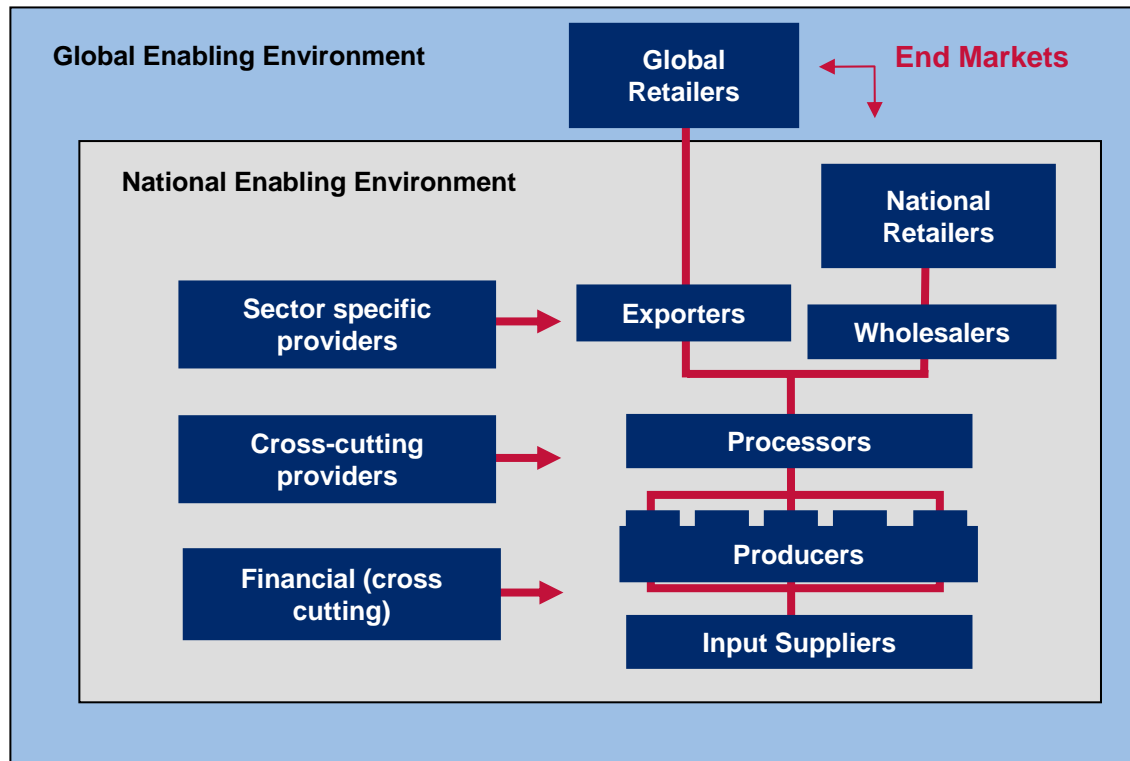 Global Enabling Environment
Global
Retailers
End Markets
National Enabling Environment
National
Retailers
Sector specific
providers
Exporters
Wholesalers
Cross-cutting
providers
Processors
Financial (cross
cutting)
Producers
Input Suppliers